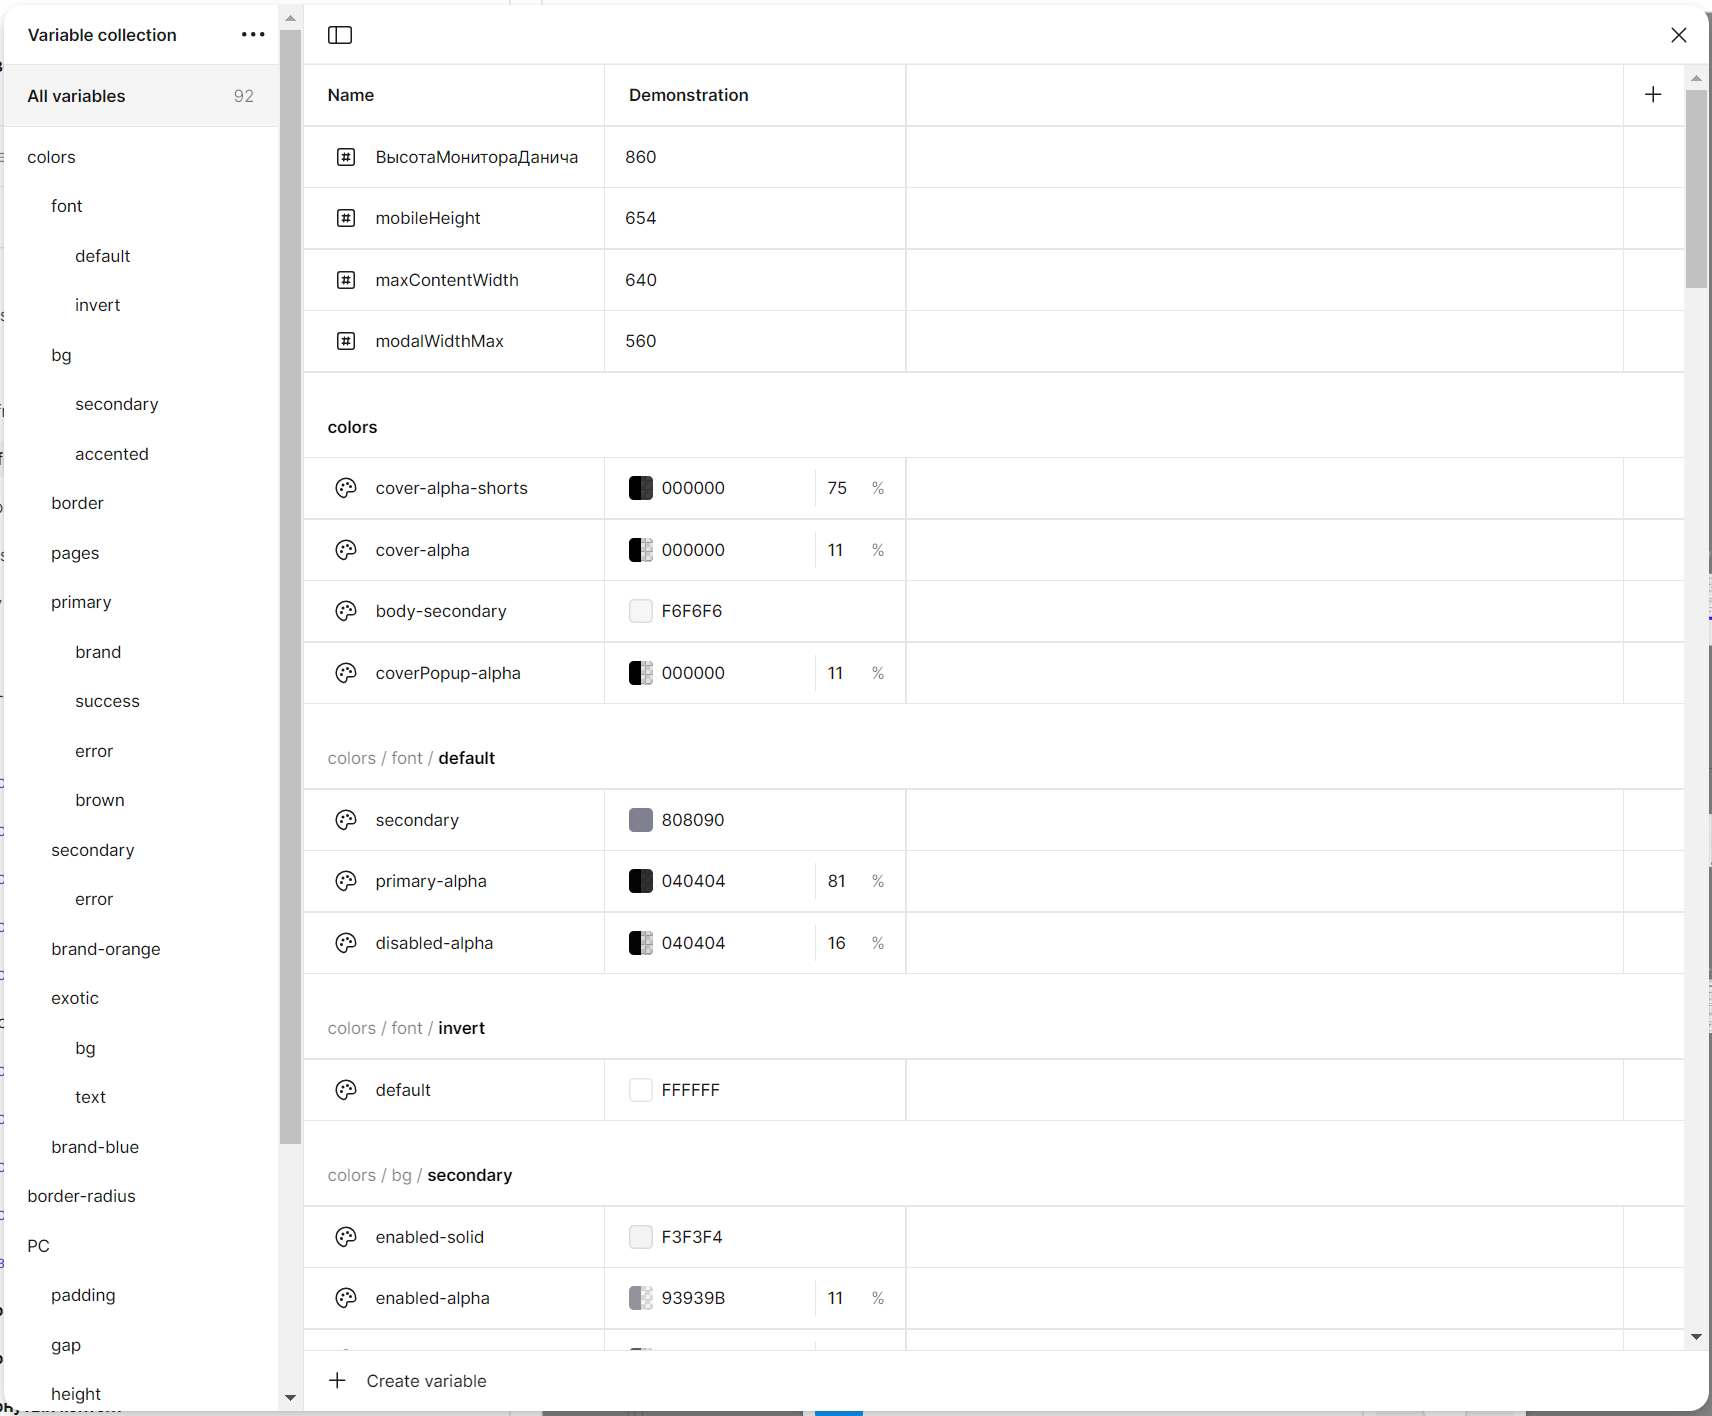 Variable collection
All variables 92
colors
font
default
invert
bg
secondary
accented
border
pages
primary
brand
success
error
brown
secondary
error
brand-orange
exotic
bg
text
brand-blue
border-radius
PC
padding
gap
height
Name Demonstration
ВысотаМонитораДанича 860
mobileHeight 654
maxContentWidth 640
modalWidthMax 560
colors
cover-alpha-shorts 000000 75 %
cover-alpha 000000 11 %
body-secondary F6F6F6
coverPopup-alpha 000000 11 %
colors / font / default
secondary 808090
primary-alpha 040404 81 %
disabled-alpha 040404 16 %
colors / font / invert
default FFFFFF
colors / bg / secondary
enabled-solid F3F3F4
enabled-alpha 93939B 11 %
Create variable